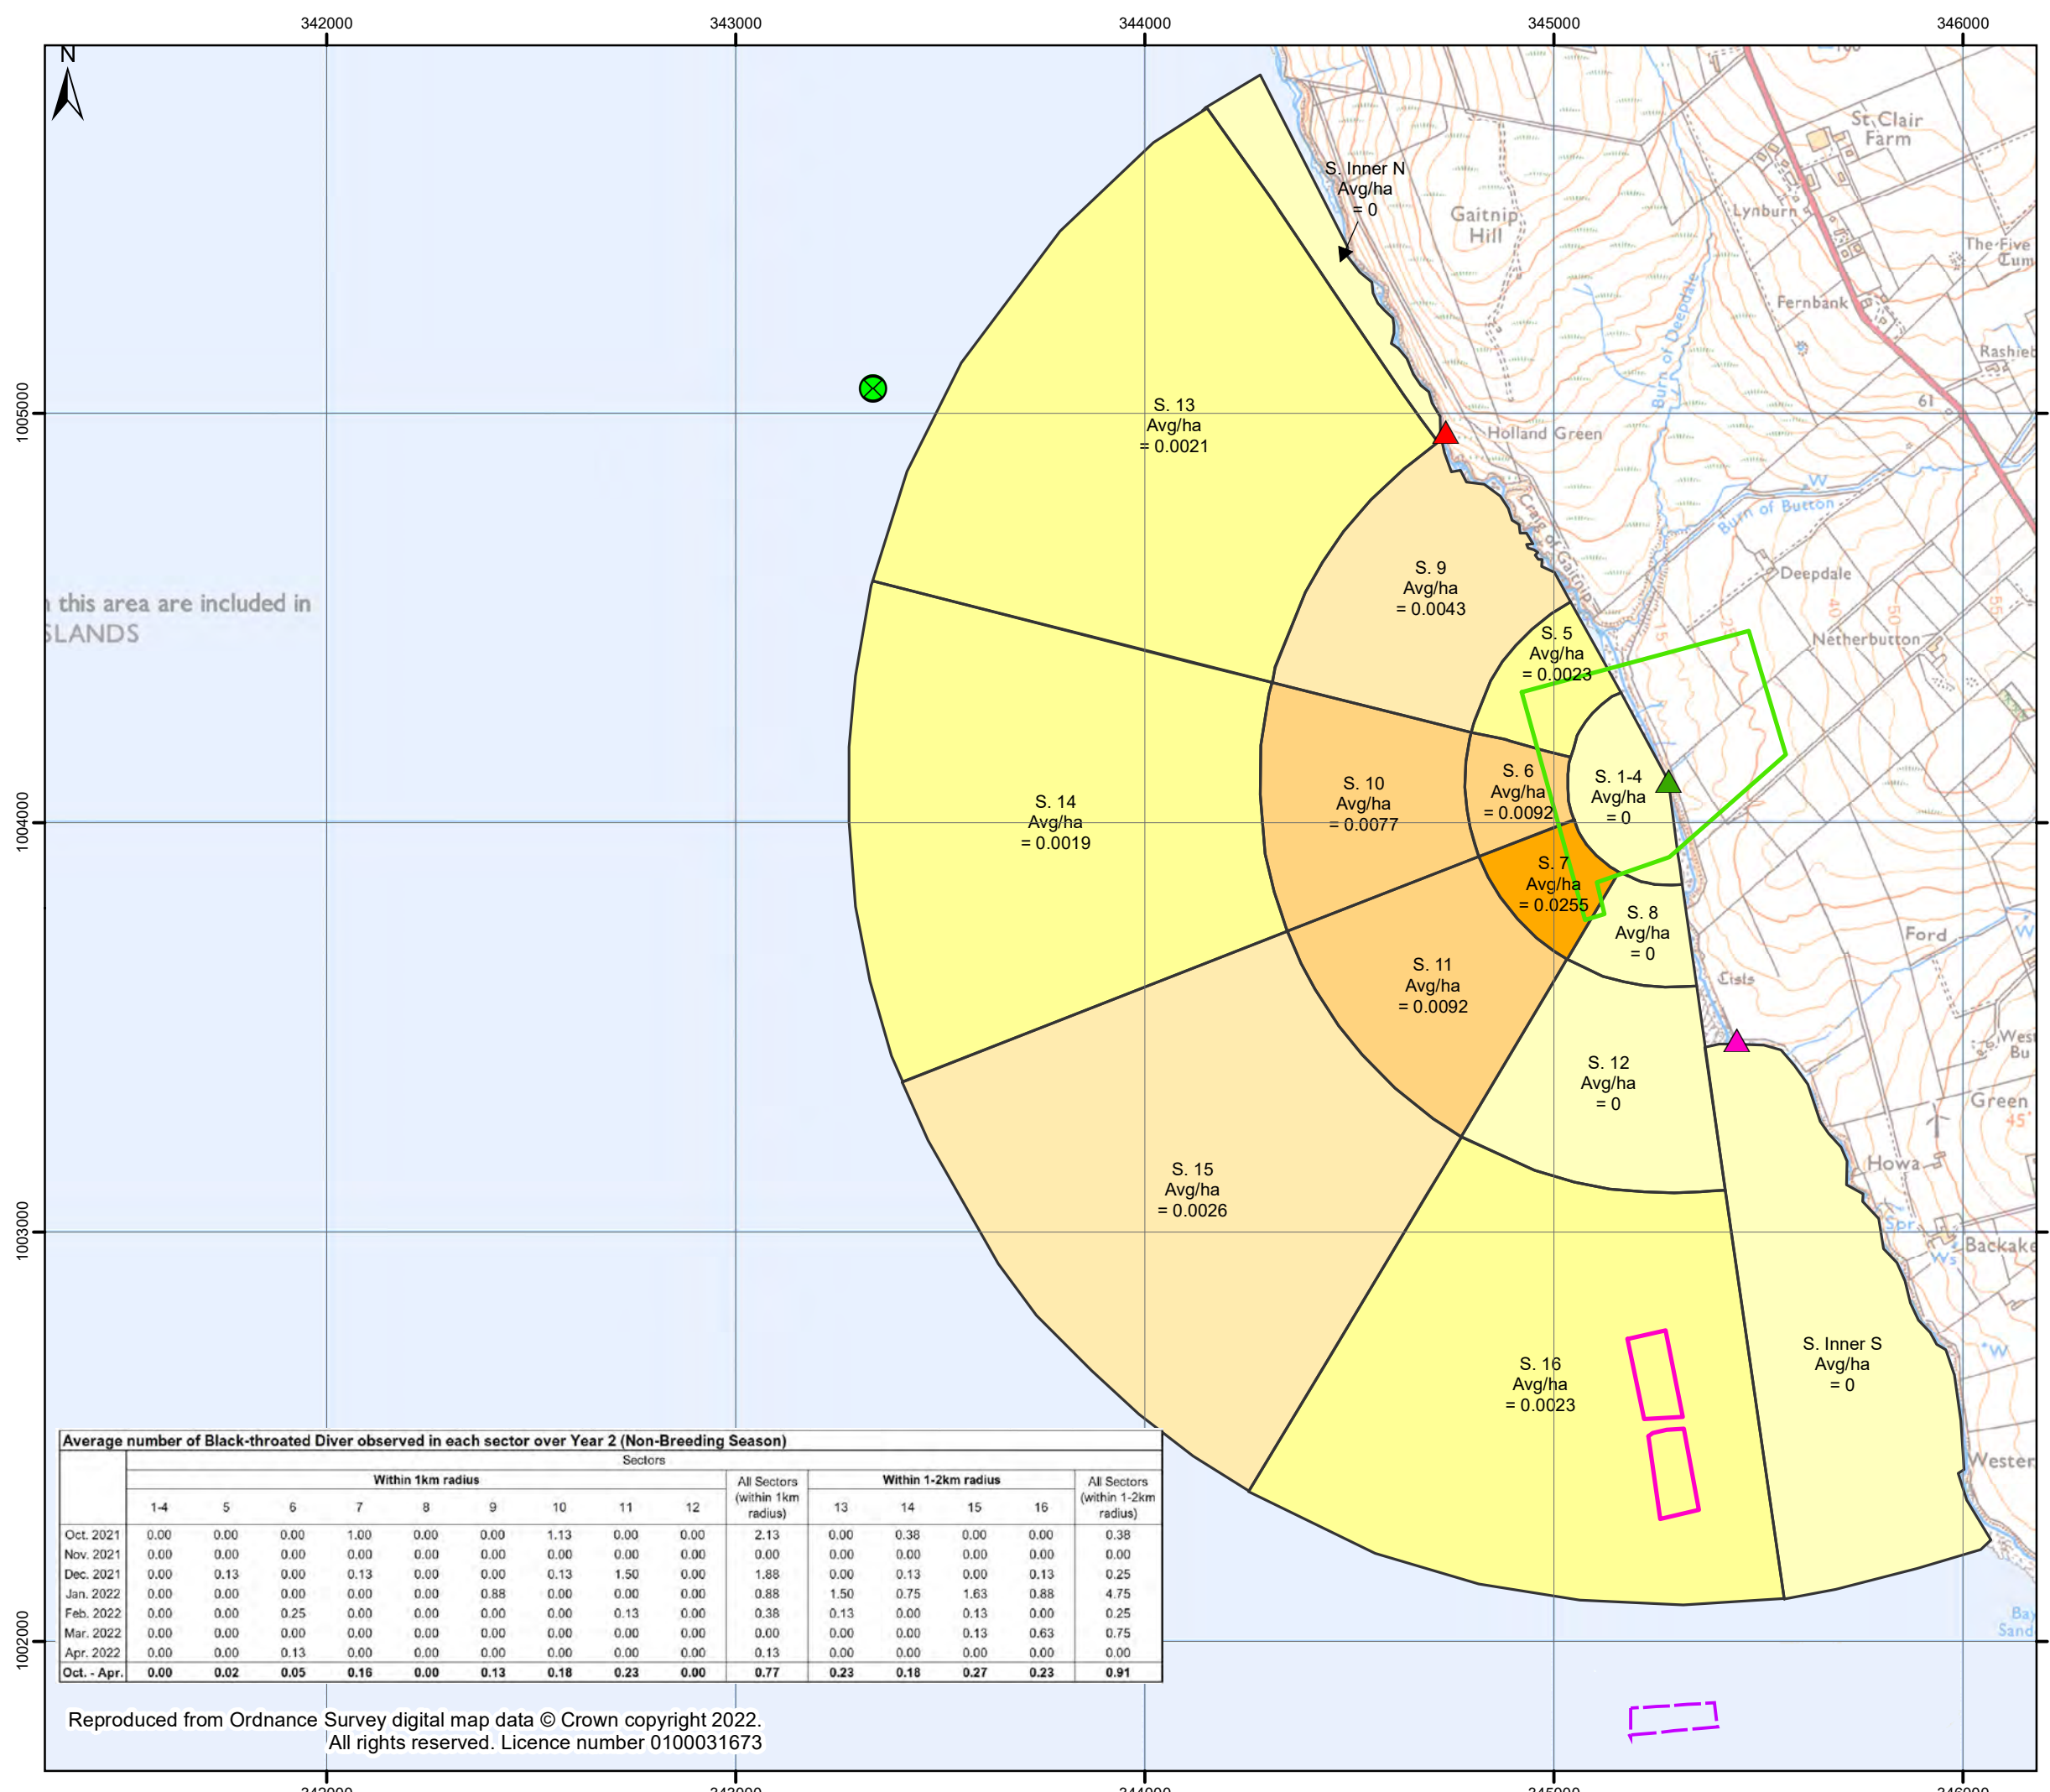 342000 343000 344000 345000 346000
N
St Clair
Farm
S. Inner N
Avg/ha
= 0
Lynburn
Gaitnip
Hill
The Five
Fernbank
Burn of Deepdale
1005000
S. 13
Avg/ha
= 0.0021
61
Holland Green
W
Burn of Button
Craig of Gaitnip
S. 9
Avg/ha
= 0.0043
Deepdale
this area are included in
SLANDS
S. 5
Avg/ha
= 0.0023
15
40
50
55
Netherbutton
1004000
S. 14
Avg/ha
= 0.0019
S. 10
Avg/ha
= 0.0077
S. 6
Avg/ha
= 0.0092
S. 1-4
Avg/ha
= 0
S. 7
Avg/ha
= 0.0255
S. 8
Avg/ha
= 0
Ford
W
Cists
S. 11
Avg/ha
= 0.0092
West
Bu
S. 12
Avg/ha
= 0
Green
45
Howa
S. 15
Avg/ha
= 0.0026
1003000
Spr
Ws
Backake
S. 16
Avg/ha
= 0.0023
S. Inner S
Avg/ha
= 0
W
Wester
Bay
Sand
1002000
Average number of Black-throated Diver observed in each sector over Year 2 (Non-Breeding Season)
Sectors
Within 1km radius All Sectors (within 1km radius) Within 1-2km radius All Sectors (within 1-2km radius)
1-4 5 6 7 8 9 10 11 12 13 14 15 16
Oct. 2021 0.00 0.00 0.00 1.00 0.00 0.00 1.13 0.00 0.00 2.13 0.00 0.38 0.00 0.00 0.38
Nov. 2021 0.00 0.00 0.00 0.00 0.00 0.00 0.00 0.00 0.00 0.00 0.00 0.00 0.00 0.00 0.00
Dec. 2021 0.00 0.13 0.00 0.13 0.00 0.00 0.13 1.50 0.00 1.88 0.00 0.13 0.00 0.13 0.25
Jan. 2022 0.00 0.00 0.00 0.00 0.00 0.88 0.00 0.00 0.00 0.88 1.50 0.75 1.63 0.88 4.75
Feb. 2022 0.00 0.00 0.25 0.00 0.00 0.00 0.00 0.13 0.00 0.38 0.13 0.00 0.13 0.00 0.25
Mar. 2022 0.00 0.00 0.00 0.00 0.00 0.00 0.00 0.00 0.00 0.00 0.00 0.00 0.13 0.63 0.75
Apr. 2022 0.00 0.00 0.13 0.00 0.00 0.00 0.00 0.00 0.00 0.13 0.00 0.00 0.00 0.00 0.00
Oct. - Apr. 0.00 0.02 0.05 0.16 0.00 0.13 0.18 0.23 0.00 0.77 0.23 0.18 0.27 0.23 0.91
Reproduced from Ordnance Survey digital map data © Crown copyright 2022.
All rights reserved. Licence number 0100031673
342000 343000 344000 345000 346000